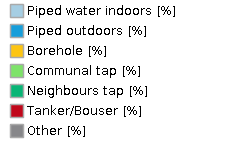 Piped water indoors [%]
Piped outdoors [%]
Borehole [%]
Communal tap [%]
Neighbours tap [%]
Tanker/Bouser [%]
Other [%]